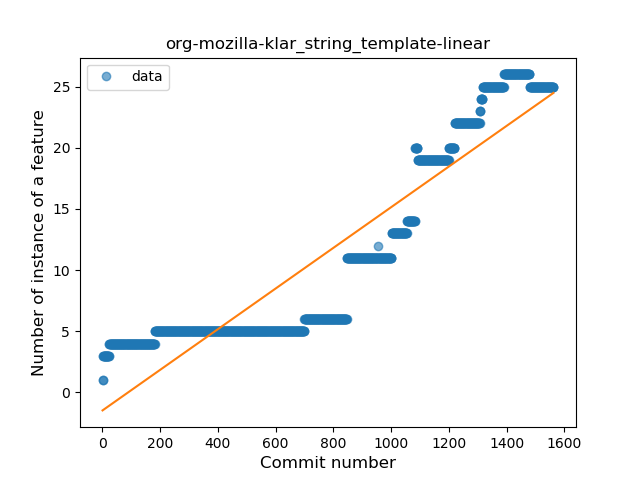 org-mozilla-klar_string_template-linear
data
Number of instance of a feature
25
20
15
10
5
0
0 200 400 600 800 1000 1200 1400 1600
Commit number